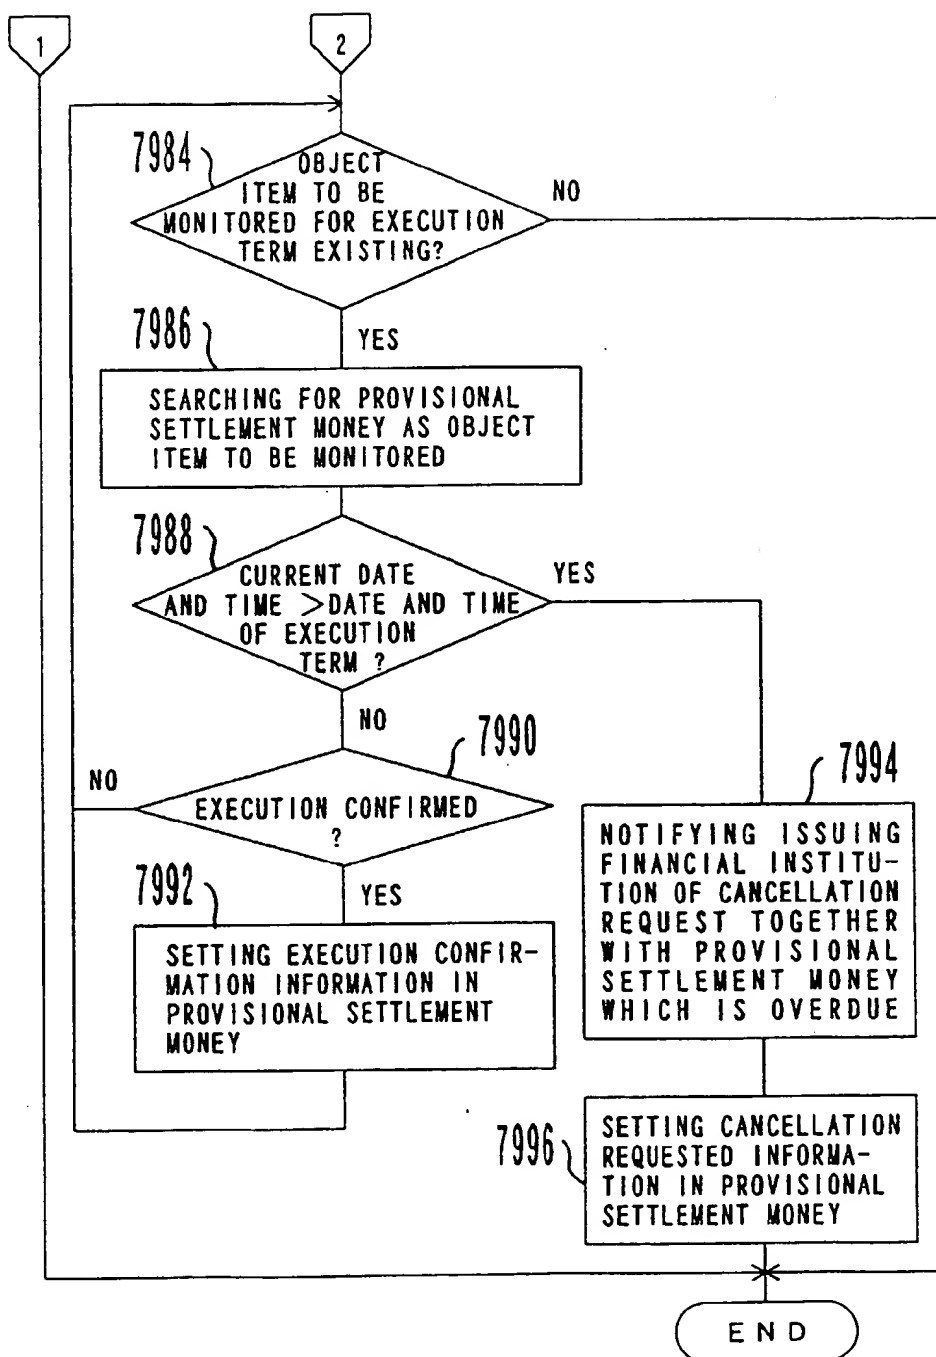 1
2
7984
OBJECT
ITEM TO BE
MONITORED FOR EXECUTION
TERM EXISTING?
NO
YES
7986
SEARCHING FOR PROVISIONAL
SETTLEMENT MONEY AS OBJECT
ITEM TO BE MONITORED
7988
CURRENT DATE
AND TIME >DATE AND TIME
OF EXECUTION
TERM ?
YES
NO
7990
NO
EXECUTION CONFIRMED
?
YES
7992
SETTING EXECUTION CONFIR-
MATION INFORMATION IN
PROVISIONAL SETTLEMENT
MONEY
7994
NOTIFYING ISSUING
FINANCIAL INSTITU-
TION OF CANCELLATION
REQUEST TOGETHER
WITH PROVISIONAL
SETTLEMENT MONEY
WHICH IS OVERDUE
7996
SETTING CANCELLATION
REQUESTED INFORMA-
TION IN PROVISIONAL
SETTLEMENT MONEY
END